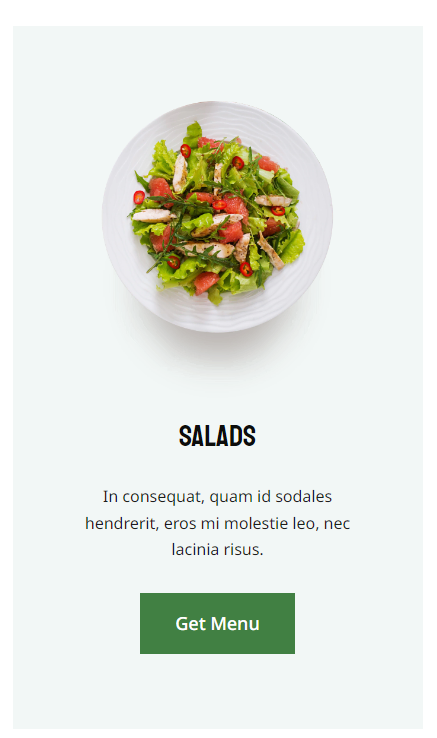 SALADS
In consequat, quam id sodales
hendrerit, eros mi molestie leo, nec
lacinia risus.
Get Menu